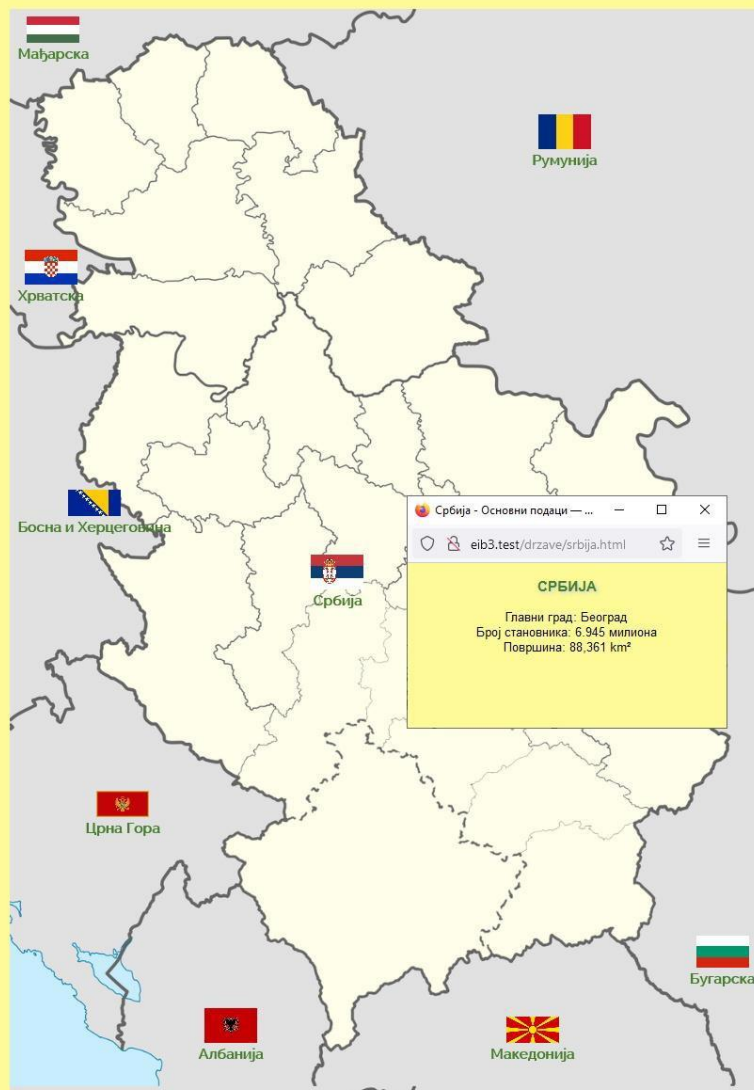 Мађарска
Румунија
Хрватска
Босна и Херцеговина
Србија - Основни подаци — ...
eib3.test/drzave/srbija.html
СРБИЈА
Главни град: Београд
Број становника: 6.945 милиона
Површина: 88,361 km²
Србија
Црна Гора
Бугарска
Албанија
Македонија